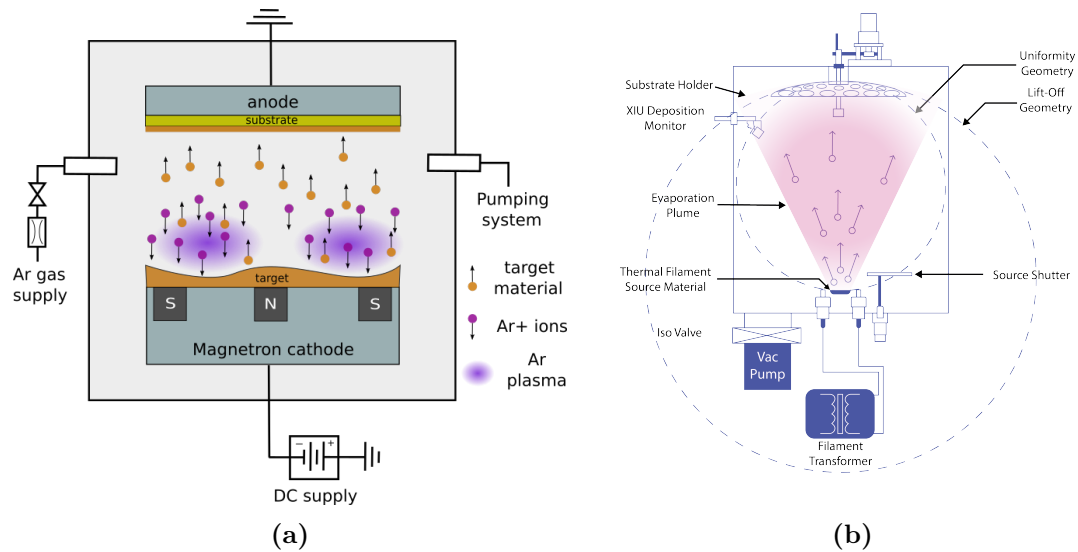 anode
substrate
Ar gas
supply
Pumping
system
target
S
N
S
Magnetron cathode
target
material
Ar+ ions
Ar
plasma
−
+
DC supply
(a)
Uniformity
Geometry
Substrate Holder
Lift-Off
Geometry
XIU Deposition
Monitor
Evaporation
Plume
Thermal Filament
Source Material
Source Shutter
Iso Valve
Vac
Pump
Filament
Transformer
(b)